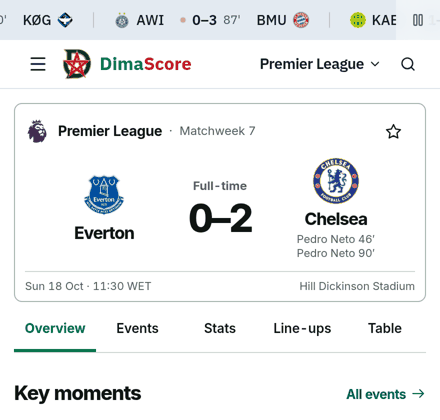 KØG AWI 0–3 87' BMU KAE
DimaScore Premier League
Premier League · Matchweek 7
Full-time
0–2
Everton
Chelsea
Pedro Neto 46'
Pedro Neto 90'
Sun 18 Oct · 11:30 WET Hill Dickinson Stadium
Overview Events Stats Line-ups Table
Key moments All events →